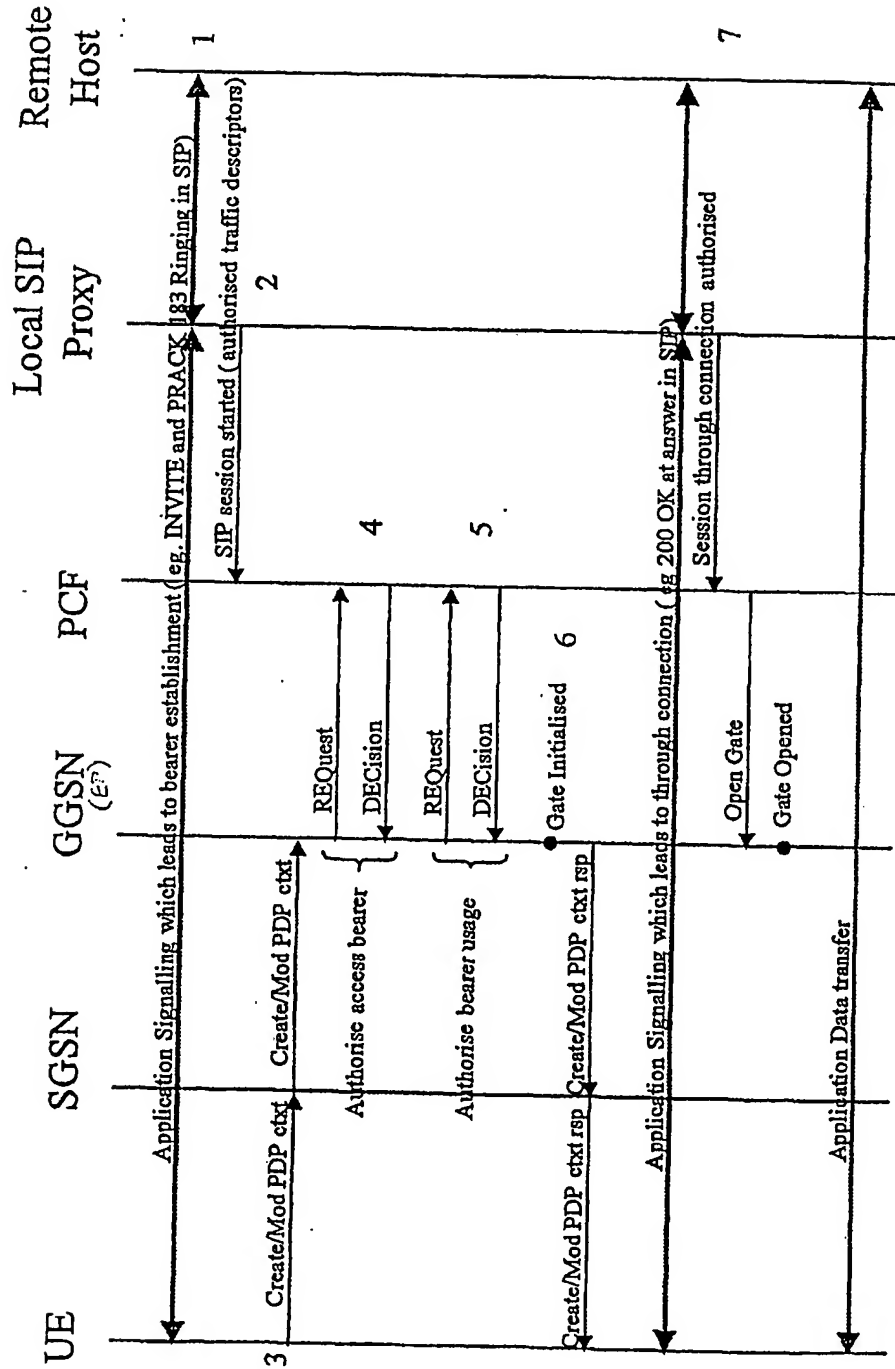 UE
SGSN
GGSN
(EP)
PCF
Local SIP
Proxy
Remote
Host
Application Signalling which leads to bearer establishment ( eg. INVITE and PRACK, 183 Ringing in SIP)
1
SIP session started ( authorised traffic descriptors)
2
3
Create/Mod PDP ctxt
Create/Mod PDP ctxt
REQuest
DECision
4
Authorise access bearer
REQuest
DECision
5
Authorise bearer usage
Gate Initialised
6
Create/Mod PDP ctxt rsp
Create/Mod PDP ctxt rsp
Application Signalling which leads to through connection ( eg 200 OK at answer in SIP)
7
Session through connection authorised
Open Gate
Gate Opened
Application Data transfer